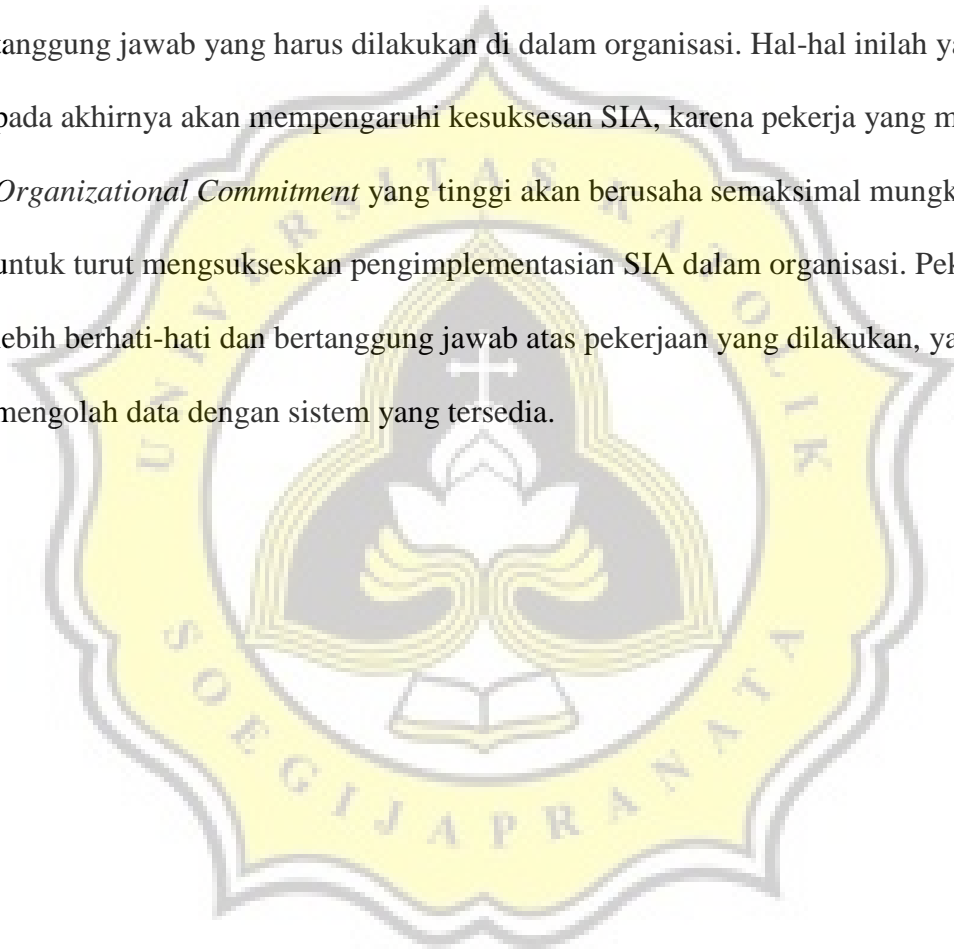 tanggung jawab yang harus dilakukan di dalam organisasi. Hal-hal inilah ya
pada akhirnya akan mempengaruhi kesuksesan SIA, karena pekerja yang m
Organizational Commitment yang tinggi akan berusaha semaksimal mungk
untuk turut mengsukseskan pengimplementasian SIA dalam organisasi. Pek
lebih berhati-hati dan bertanggung jawab atas pekerjaan yang dilakukan, ya
mengolah data dengan sistem yang tersedia.
UNIVERSITAS KATOLIK
SOEGIJAPRANATA